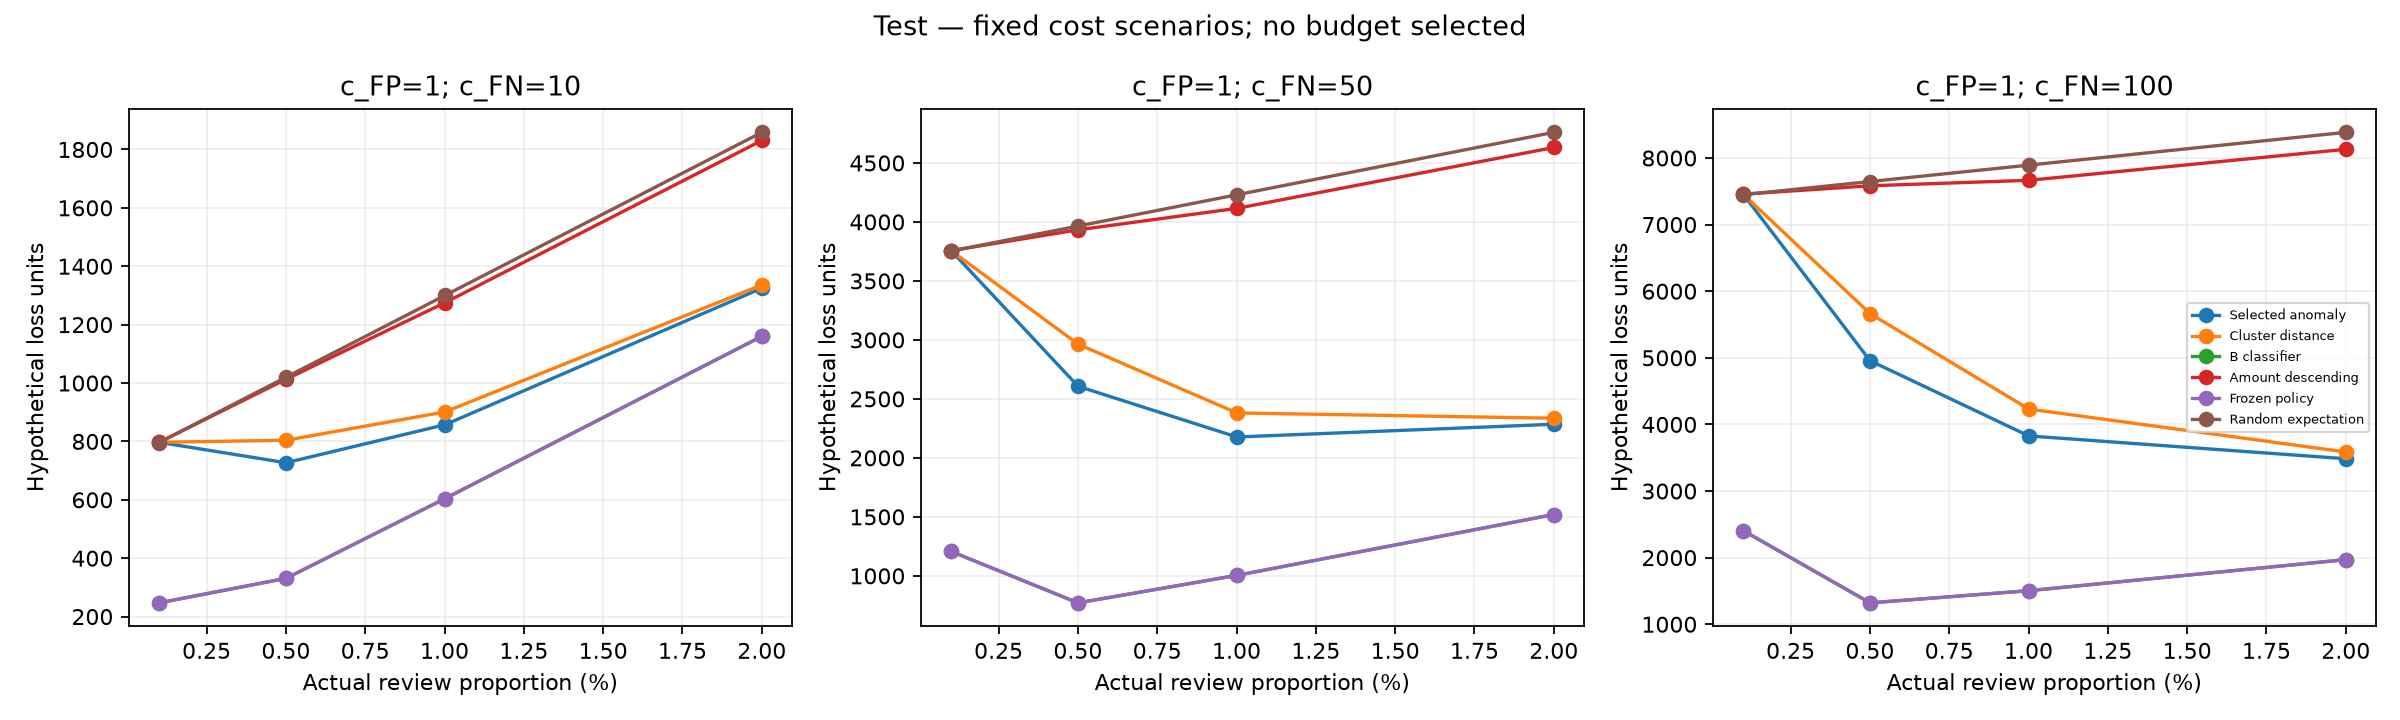 Test — fixed cost scenarios; no budget selected
c_FP=1; c_FN=10
Hypothetical loss units
1800
1600
1400
1200
1000
800
600
400
200
0.25 0.50 0.75 1.00 1.25 1.50 1.75 2.00
Actual review proportion (%)
c_FP=1; c_FN=50
Hypothetical loss units
4500
4000
3500
3000
2500
2000
1500
1000
0.25 0.50 0.75 1.00 1.25 1.50 1.75 2.00
Actual review proportion (%)
c_FP=1; c_FN=100
Hypothetical loss units
8000
7000
6000
5000
4000
3000
2000
1000
Selected anomaly
Cluster distance
B classifier
Amount descending
Frozen policy
Random expectation
0.25 0.50 0.75 1.00 1.25 1.50 1.75 2.00
Actual review proportion (%)